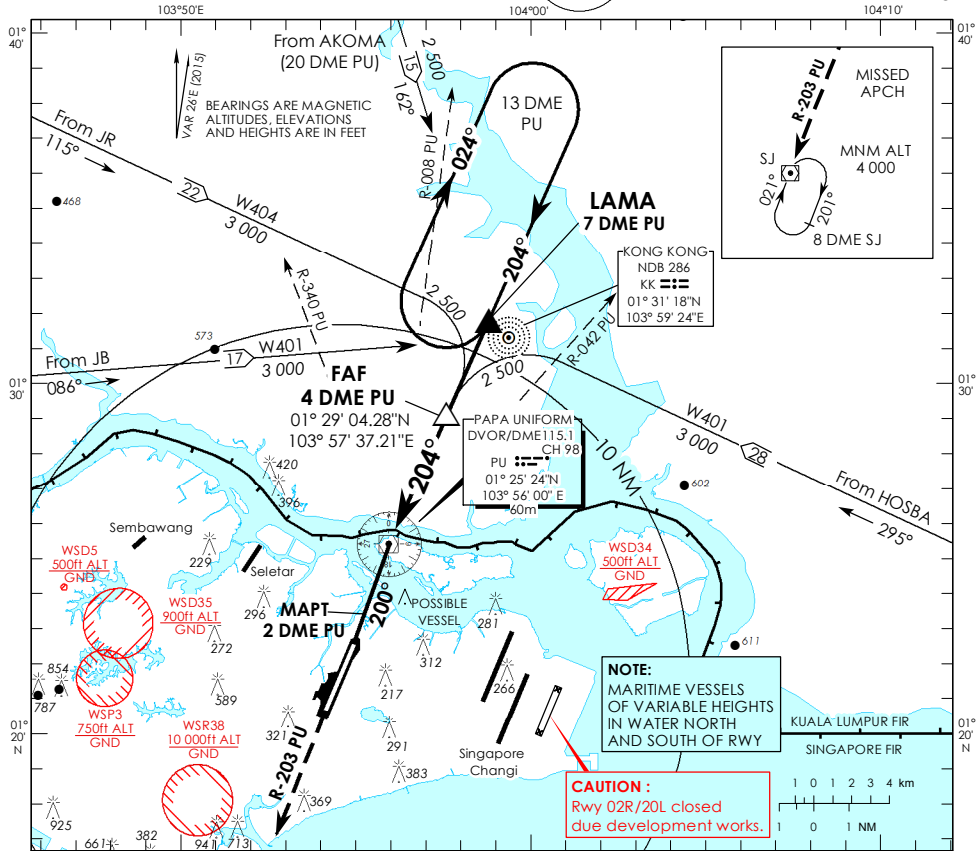 103°50'E
104°00'
104°10'
01°
40'
01°
40'
From AKOMA
(20 DME PU)
2 500
15
162°
VAR 26'E (2015)
BEARINGS ARE MAGNETIC
ALTITUDES, ELEVATIONS
AND HEIGHTS ARE IN FEET
13 DME
PU
024°
R-008 PU
204°
R-203 PU
MISSED
APCH
SJ
MNM ALT
4 000
021°
201°
8 DME SJ
From JR
115°
22
W404
3 000
468
LAMA
7 DME PU
KONG KONG
NDB 286
KK
01° 31' 18"N
103° 59' 24"E
R-340 PU
2 500
R-042 PU
2 500
573
From JB
086°
17
W401
3 000
01°
30'
01°
30'
FAF
4 DME PU
01° 29' 04.28"N
103° 57' 37.21"E
204°
PAPA UNIFORM
DVOR/DME115.1
CH 98
PU
01° 25' 24"N
103° 56' 00" E
60m
10 NM
W401
3 000
28
From HOSBA
295°
602
420
396
Sembawang
229
Seletar
WSD5
500ft ALT
GND
WSD35
900ft ALT
GND
WSD34
500ft ALT
GND
296
272
MAPT
2 DME PU
200°
POSSIBLE
VESSEL
281
312
266
217
611
854
787
589
WSP3
750ft ALT
GND
WSR38
10 000ft ALT
GND
321
291
383
369
R-203 PU
Singapore
Changi
NOTE:
MARITIME VESSELS
OF VARIABLE HEIGHTS
IN WATER NORTH
AND SOUTH OF RWY
KUALA LUMPUR FIR
SINGAPORE FIR
01°
20'
N
01°
20'
N
CAUTION :
Rwy 02R/20L closed
due development works.
1 0 1 2 3 4 km
1 0 1 NM
925
661
382
941
713